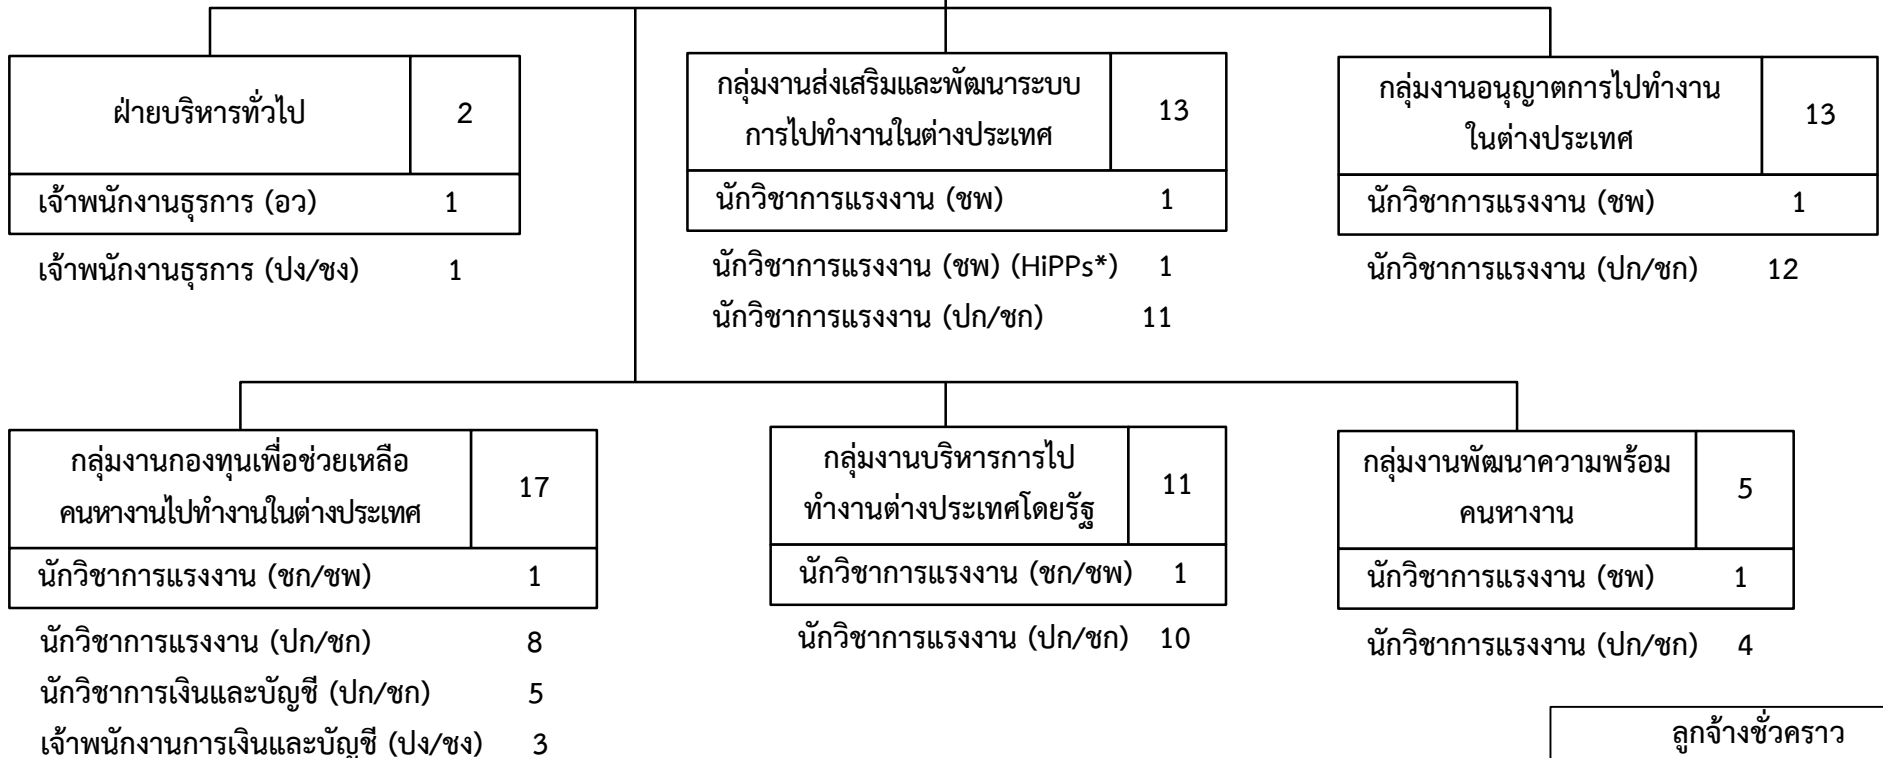 ฝ่ายบริหารทั่วไป 2
เจ้าพนักงานธุรการ (อว) 1
เจ้าพนักงานธุรการ (ปง/ชง) 1
กลุ่มงานส่งเสริมและพัฒนาระบบ
การไปทำงานในต่างประเทศ 13
นักวิชาการแรงงาน (ชพ) 1
นักวิชาการแรงงาน (ชพ) (HiPPs*) 1
นักวิชาการแรงงาน (ปก/ชก) 11
กลุ่มงานอนุญาตการไปทำงาน
ในต่างประเทศ 13
นักวิชาการแรงงาน (ชพ) 1
นักวิชาการแรงงาน (ปก/ชก) 12
กลุ่มงานกองทุนเพื่อช่วยเหลือ
คนหางานไปทำงานในต่างประเทศ 17
นักวิชาการแรงงาน (ชก/ชพ) 1
นักวิชาการแรงงาน (ปก/ชก) 8
นักวิชาการเงินและบัญชี (ปก/ชก) 5
เจ้าพนักงานการเงินและบัญชี (ปง/ชง) 3
กลุ่มงานบริหารการไป
ทำงานต่างประเทศโดยรัฐ 11
นักวิชาการแรงงาน (ชก/ชพ) 1
นักวิชาการแรงงาน (ปก/ชก) 10
กลุ่มงานพัฒนาความพร้อม
คนหางาน 5
นักวิชาการแรงงาน (ชพ) 1
นักวิชาการแรงงาน (ปก/ชก) 4
ลูกจ้างชั่วคราว